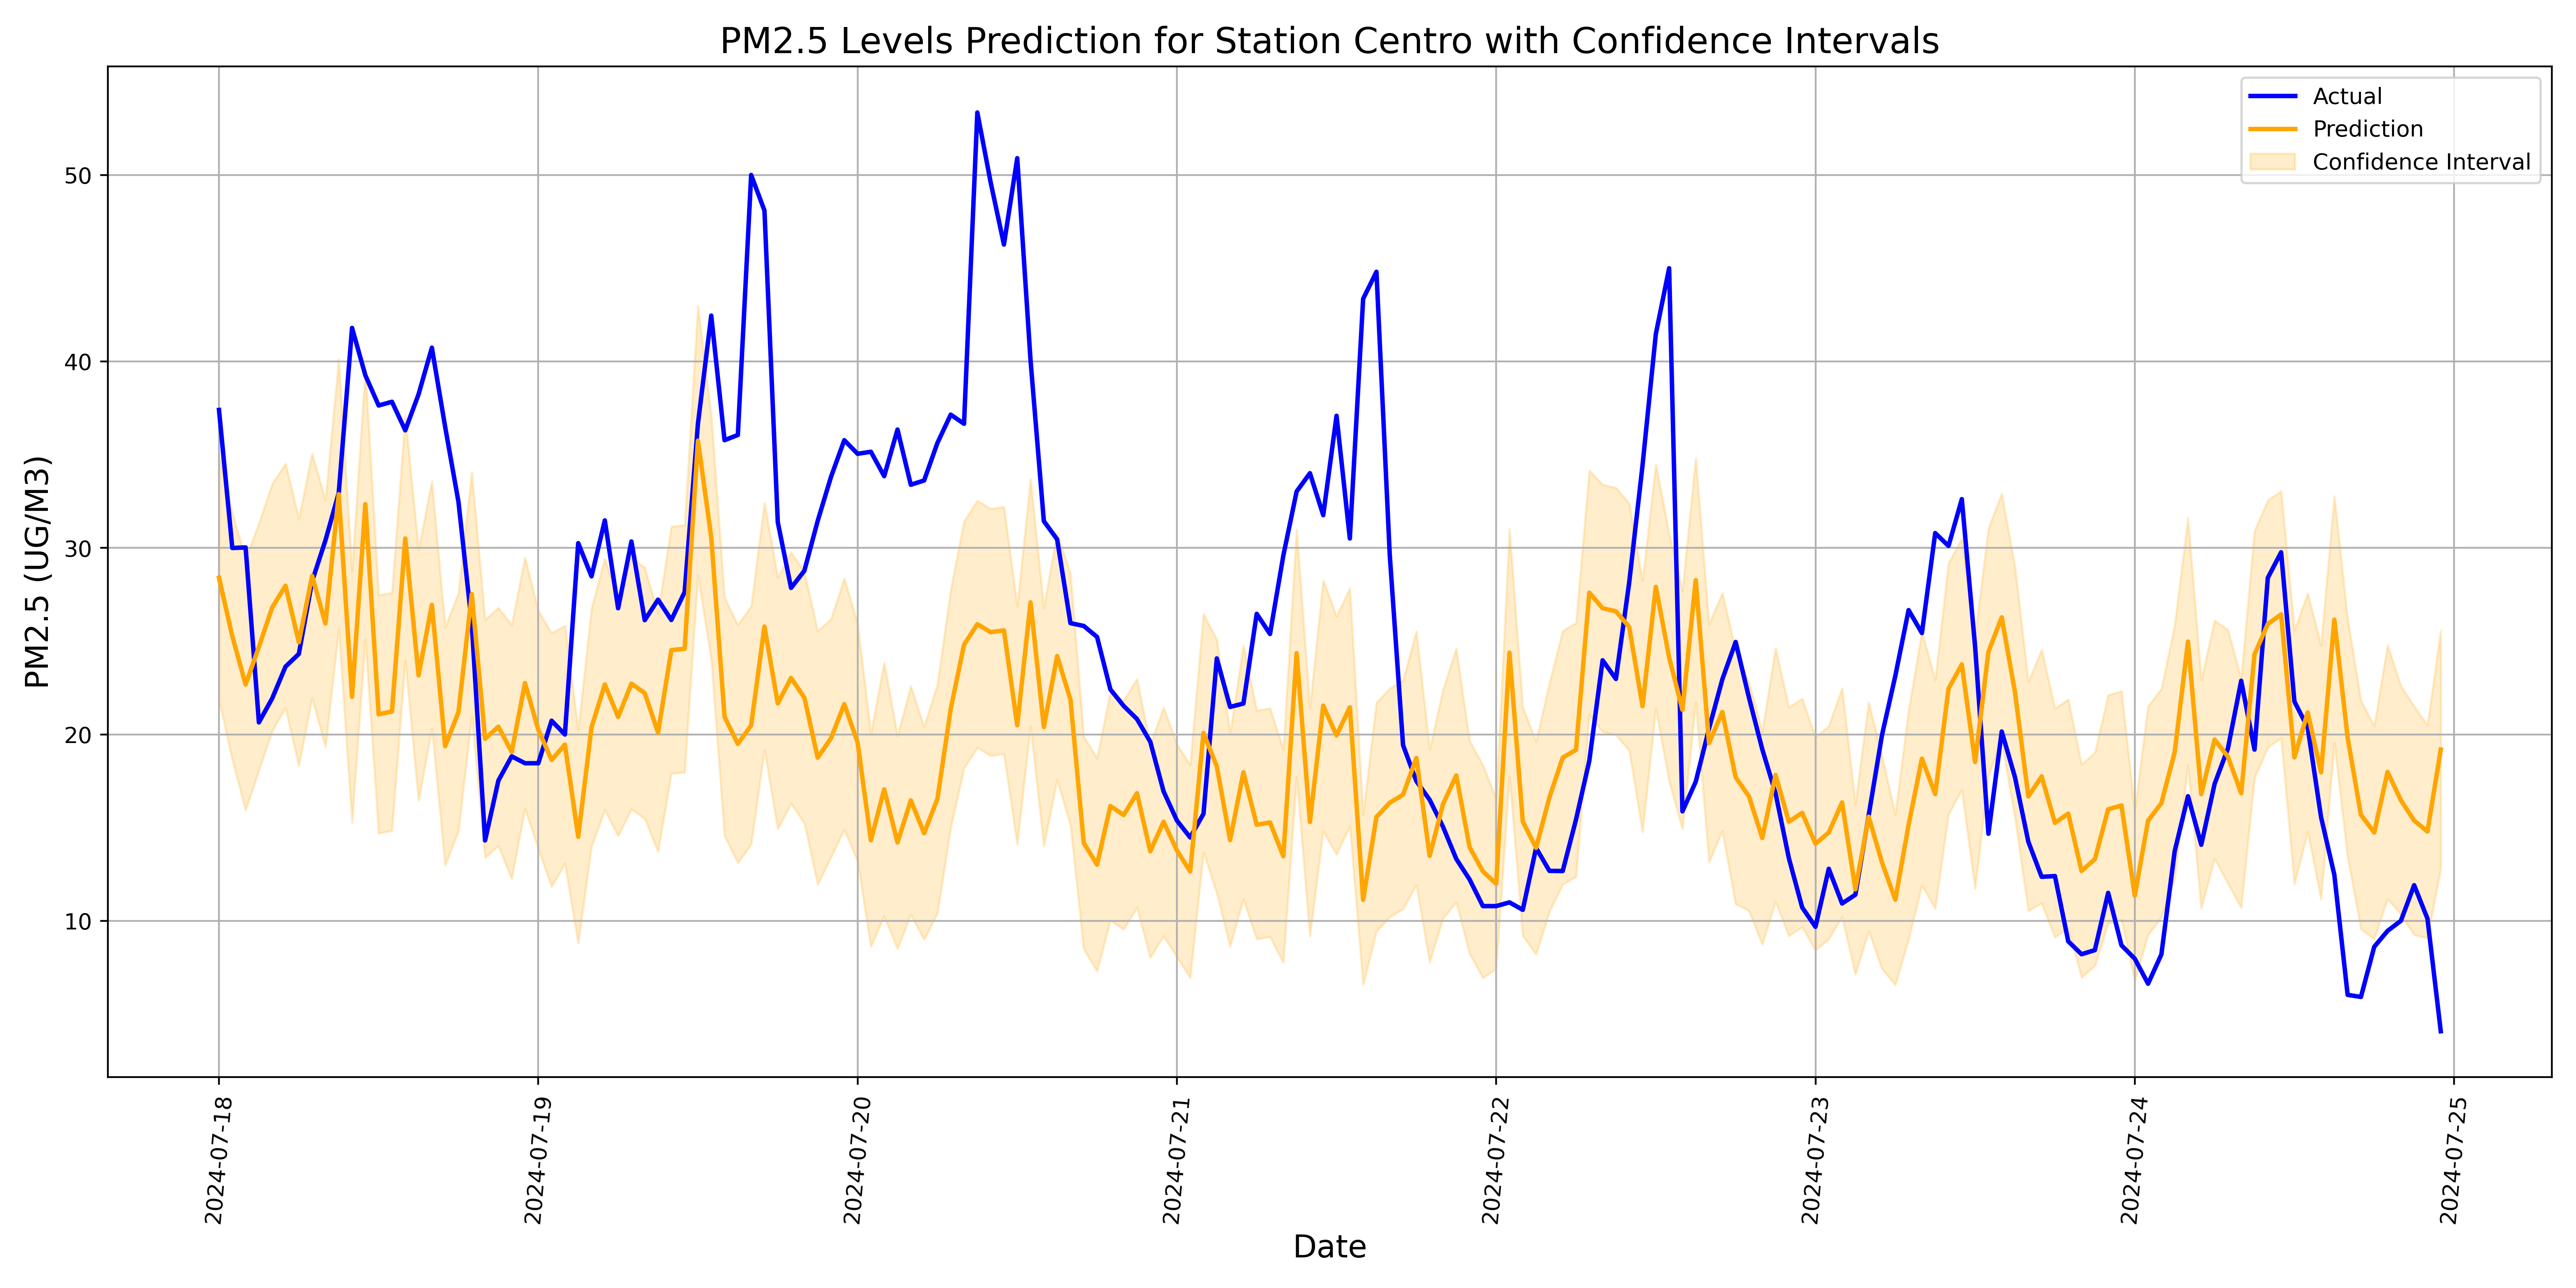 PM2.5 Levels Prediction for Station Centro with Confidence Intervals
Actual
Prediction
Confidence Interval
PM2.5 (UG/M3)
50
40
30
20
10
2024-07-18
2024-07-19
2024-07-20
2024-07-21
2024-07-22
2024-07-23
2024-07-24
2024-07-25
Date